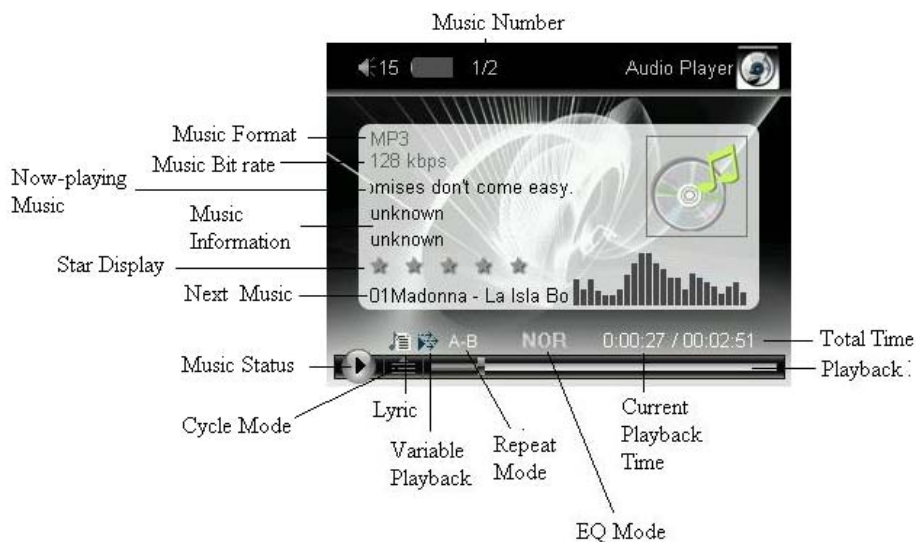 Music Number
15 1/2 Audio Player
Music Format
MP3
Music Bit rate
128 kbps
Now-playing
Music
omises don't come easy.
Music
Information
unknown
unknown
Star Display
Next Music
01Madonna - La Isla Bo
A-B NOR 0:00:27 / 00:02:51
Total Time
Music Status
Playback
Cycle Mode
Lyric
Variable
Playback
Repeat
Mode
Current
Playback
Time
EQ Mode